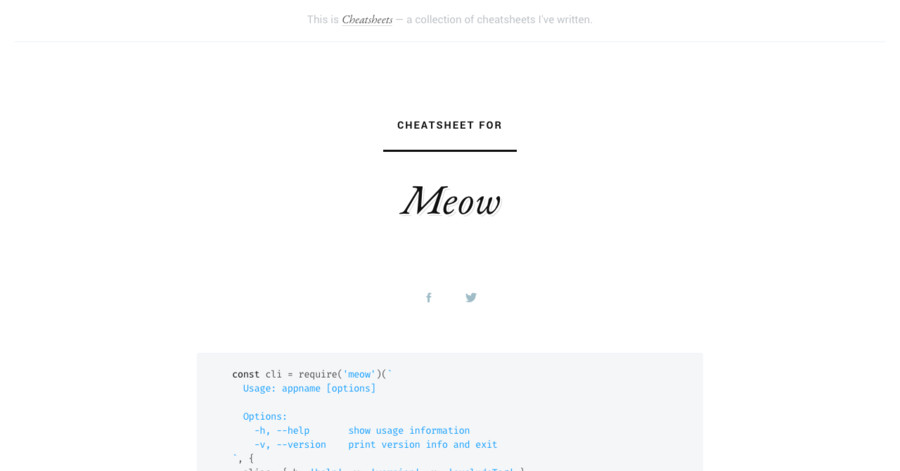 This is Cheatsheets — a collection of cheatsheets I've written.
CHEATSHEET FOR
Meow
const cli = require('meow')(`
  Usage: appname [options]

  Options:
    -h, --help       show usage information
    -v, --version    print version info and exit
`, {